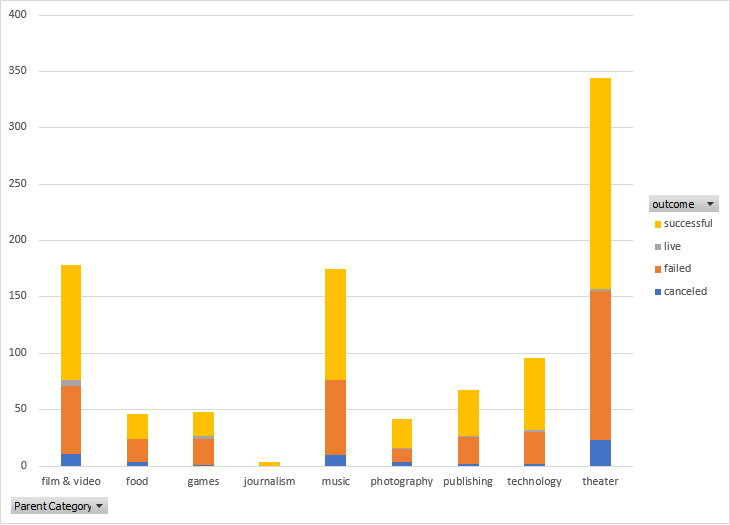 400
350
300
250
200
150
100
50
0
film & video food games journalism music photography publishing technology theater
outcome
successful
live
failed
canceled
Parent Category